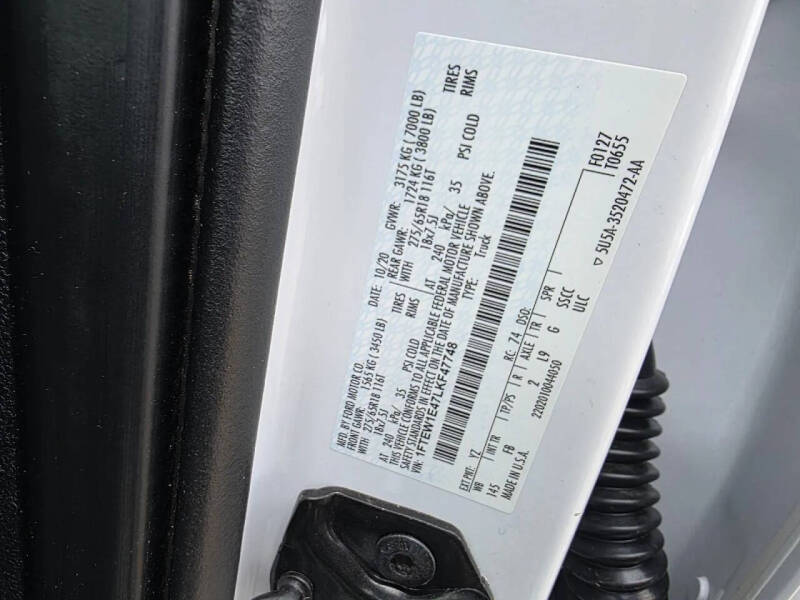 MFD. BY FORD MOTOR CO. DATE: 10/20 GVWR: 3175 KG ( 7000 LB)
FRONT GAWR: 1565 KG (3450 LB) REAR GAWR: 1724 KG ( 3800 LB)
WITH 275/65R18 116T TIRES WITH 275/65R18 116T TIRES
18x7.5J RIMS 18x7.5J RIMS
AT 240 kPa/ 35 PSI COLD AT 240 kPa/ 35 PSI COLD
THIS VEHICLE CONFORMS TO ALL APPLICABLE FEDERAL MOTOR VEHICLE
SAFETY STANDARDS IN EFFECT ON THE DATE OF MANUFACTURE SHOWN ABOVE.
VIN: 1FTEW1E47LKF47748 TYPE: Truck
F0127
T0655
EXT PNT: YZ RC: 74 DSO:
WB INT TR TP/PS R AXLE TR SPR
145 FB 2 L9 G SSCC
MADE IN U.S.A. 2202010044050 ULC
▽ 5U5A-3520472-AA